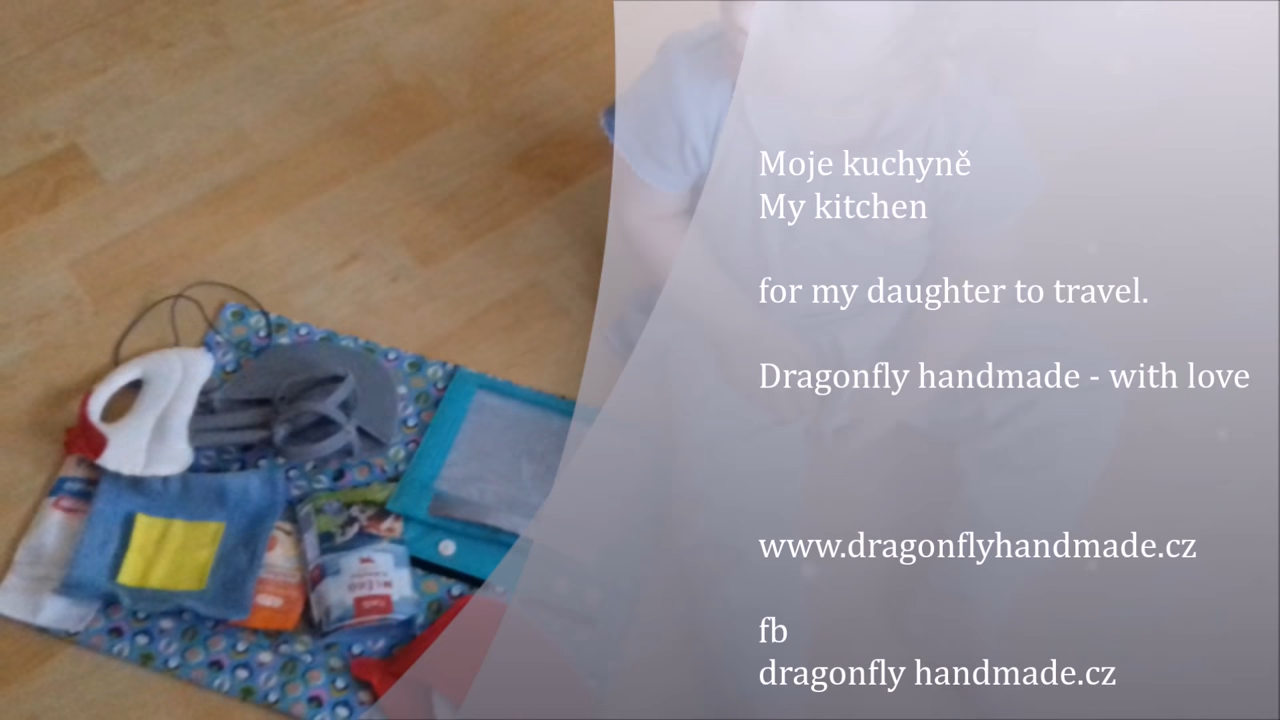 Moje kuchyně
My kitchen
for my daughter to travel.
Dragonfly handmade - with love
www.dragonflyhandmade.cz
fb
dragonfly handmade.cz